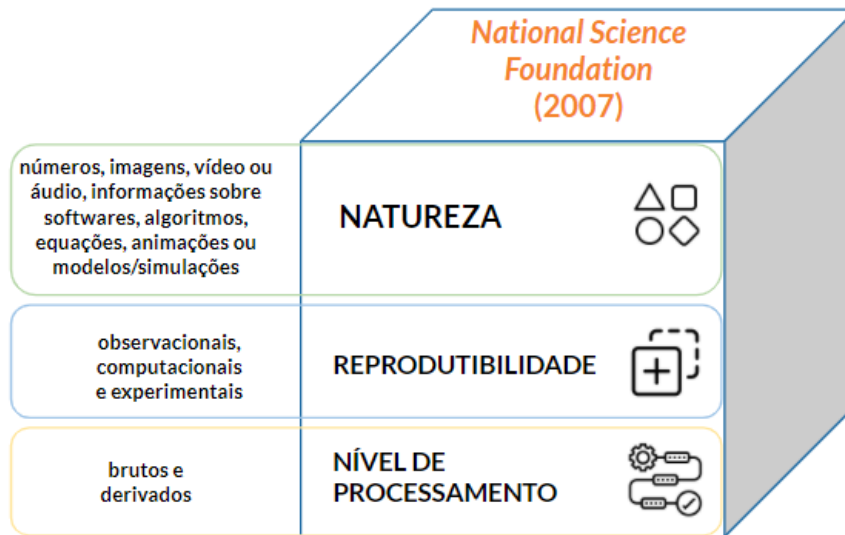 National Science
Foundation
(2007)
números, imagens, vídeo ou
áudio, informações sobre
softwares, algoritmos,
equações, animações ou
modelos/simulações
NATUREZA
observacionais,
computacionais
e experimentais
REPRODUTIBILIDADE
brutos e
derivados
NÍVEL DE
PROCESSAMENTO